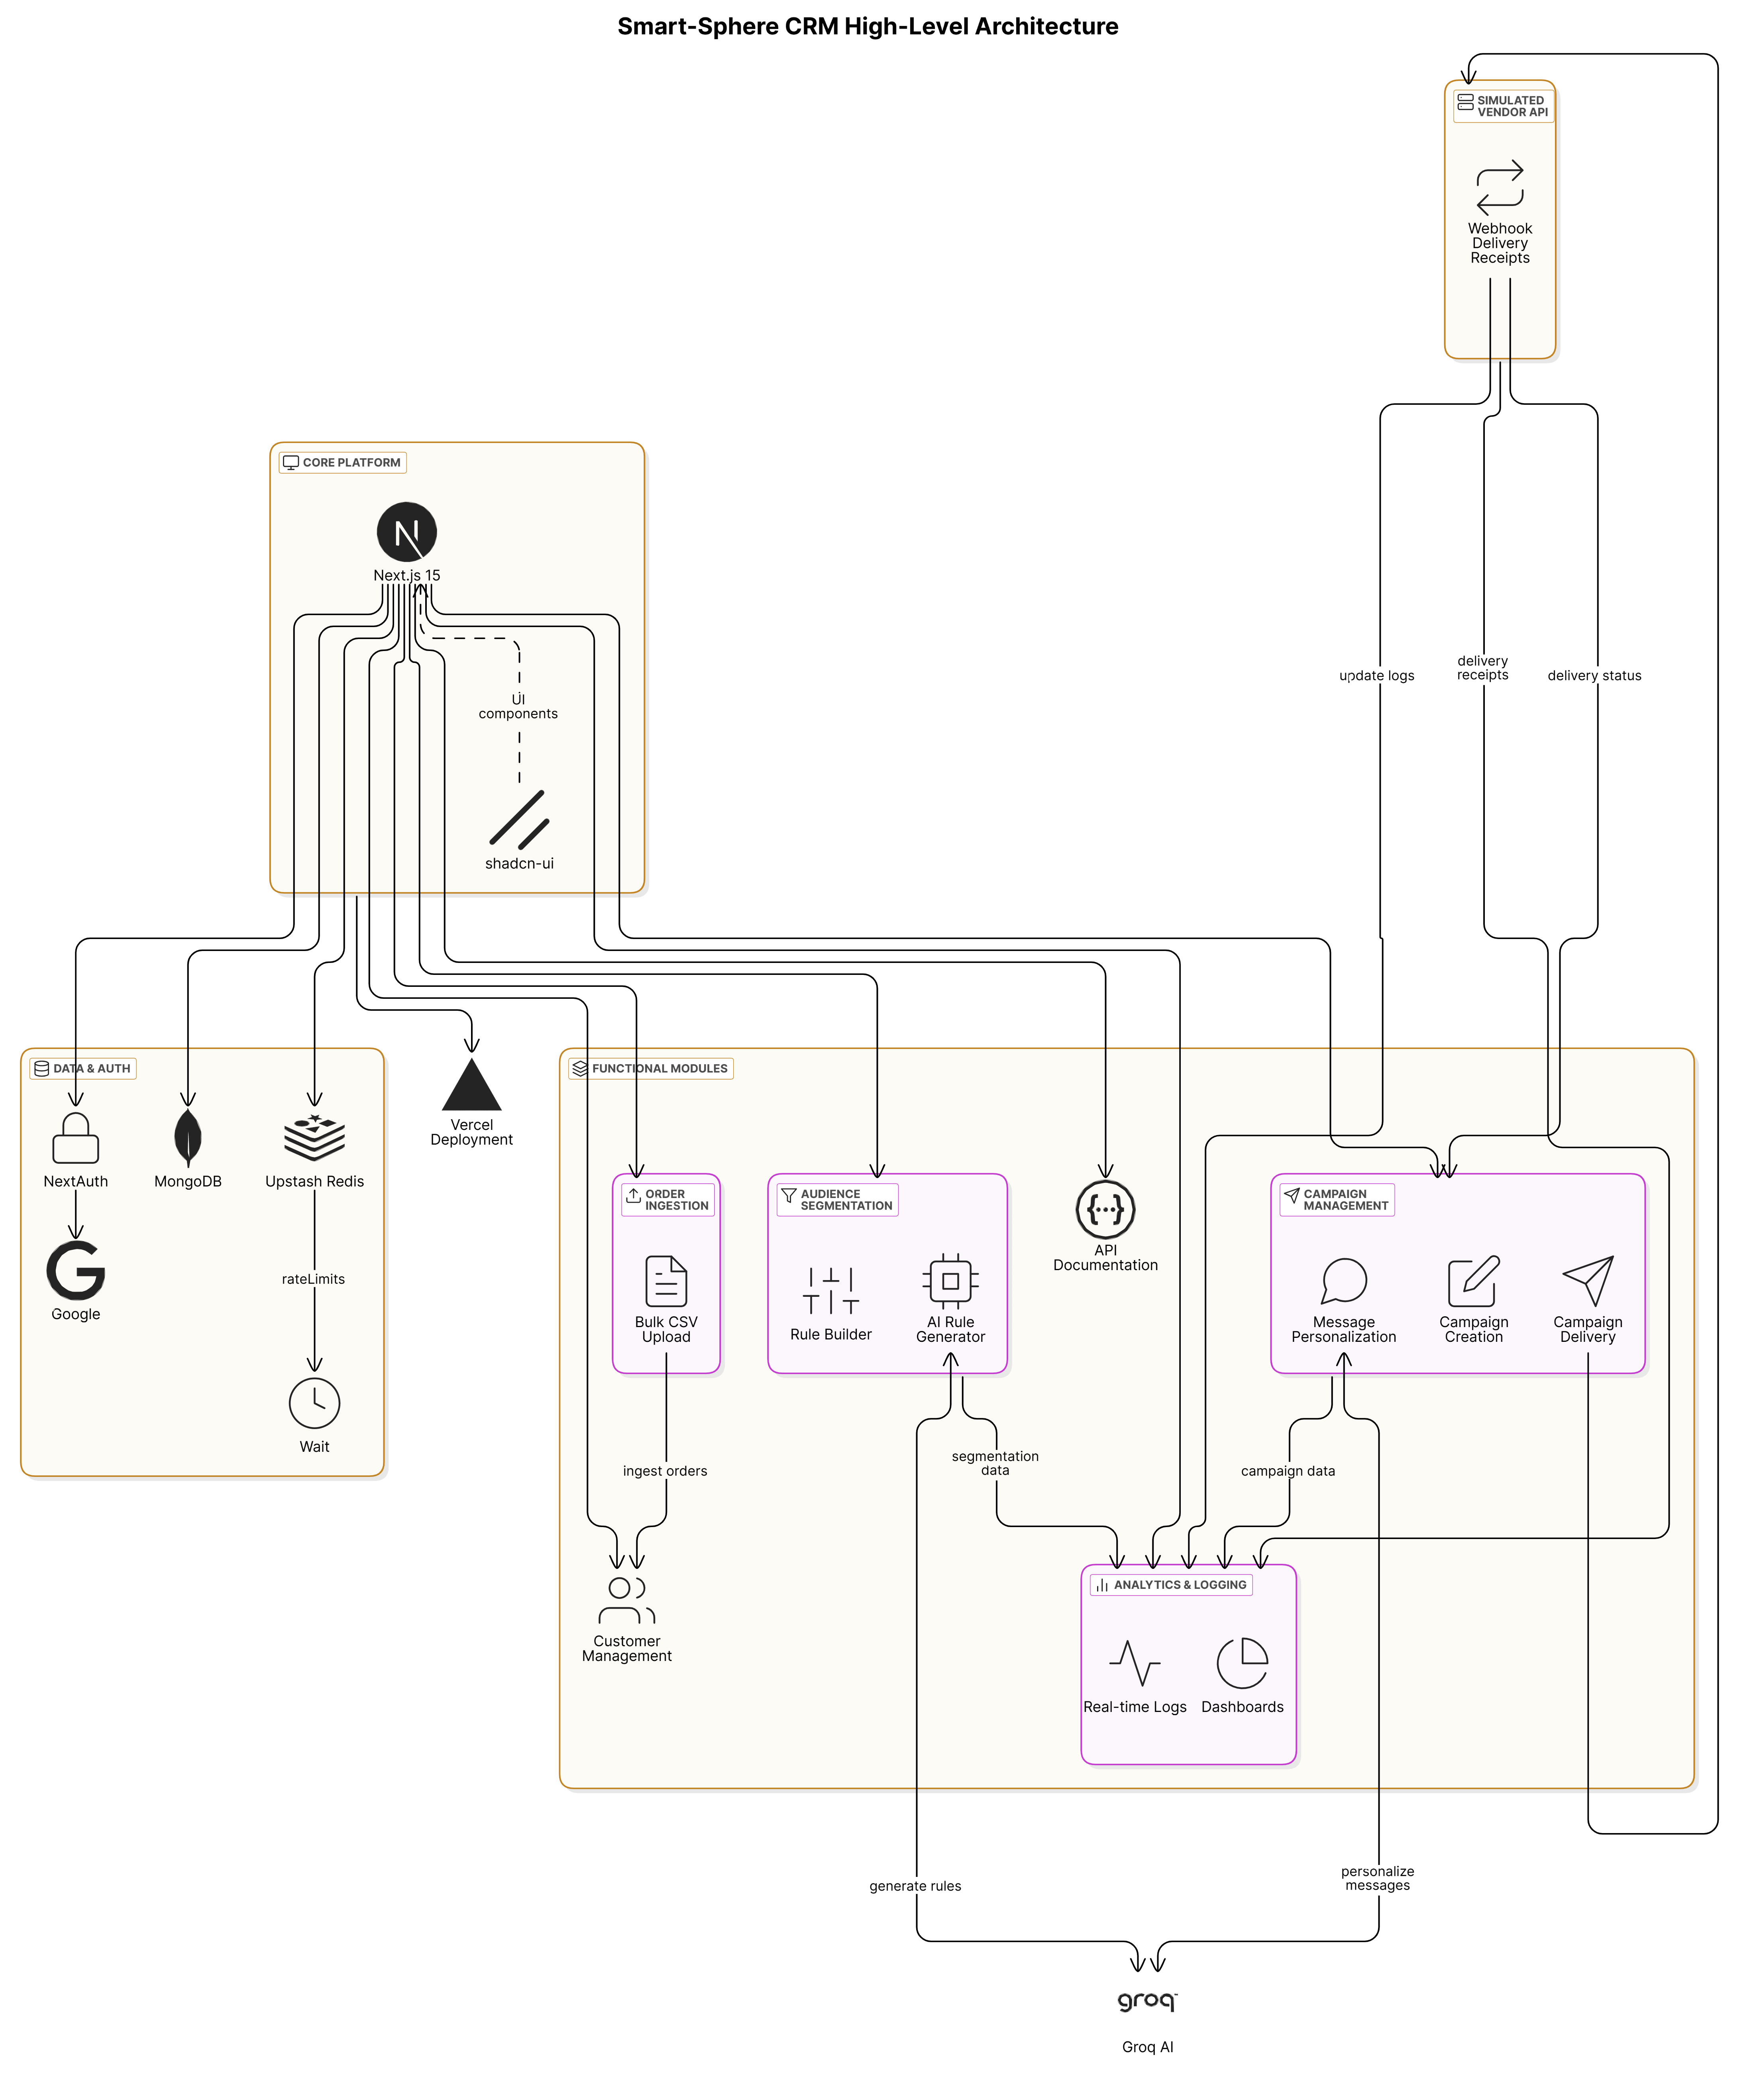 Smart-Sphere CRM High-Level Architecture
SIMULATED
VENDOR API
Webhook
Delivery
Receipts
CORE PLATFORM
Next.js 15
UI
components
shadcn-ui
update logs
delivery
receipts
delivery status
DATA & AUTH
NextAuth
MongoDB
Upstash Redis
Google
rateLimits
Wait
Vercel
Deployment
FUNCTIONAL MODULES
ORDER
INGESTION
Bulk CSV
Upload
AUDIENCE
SEGMENTATION
Rule Builder
AI Rule
Generator
API
Documentation
CAMPAIGN
MANAGEMENT
Message
Personalization
Campaign
Creation
Campaign
Delivery
ingest orders
segmentation
data
campaign data
Customer
Management
ANALYTICS & LOGGING
Real-time Logs
Dashboards
generate rules
personalize
messages
groq
Groq AI